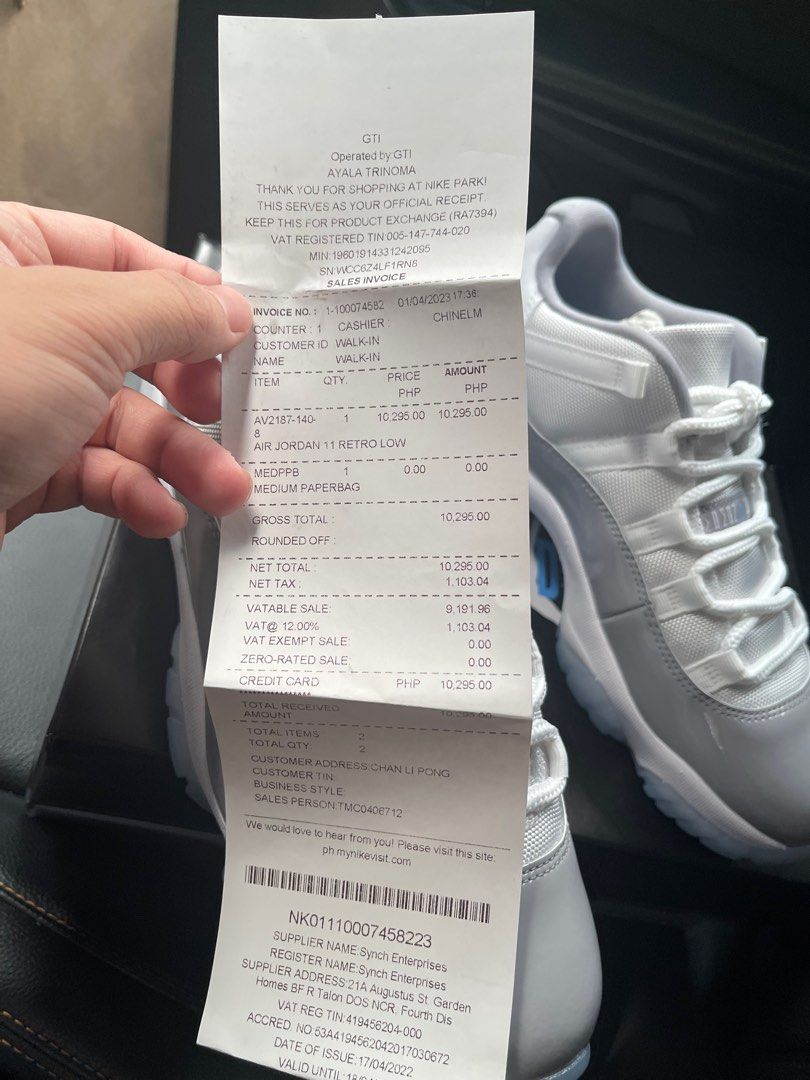 GTI
Operated by:GTI
AYALA TRINOMA
THANK YOU FOR SHOPPING AT NIKE PARK!
THIS SERVES AS YOUR OFFICIAL RECEIPT.
KEEP THIS FOR PRODUCT EXCHANGE (RA7394)
VAT REGISTERED TIN:005-147-744-020
MIN:19601914331242095
SN:WCC6Z4LF1RN8
SALES INVOICE
INVOICE NO. : 1-100074582 01/04/2023 17:36:
COUNTER : 1 CASHIER : CHINELM
CUSTOMER ID WALK-IN
NAME WALK-IN
ITEM QTY. PRICE AMOUNT
PHP PHP
AV2187-140- 1 10,295.00 10,295.00
8
AIR JORDAN 11 RETRO LOW
MEDPPB 1 0.00 0.00
MEDIUM PAPERBAG
GROSS TOTAL : 10,295.00
ROUNDED OFF :
NET TOTAL : 10,295.00
NET TAX : 1,103.04
VATABLE SALE: 9,191.96
VAT@ 12.00% 1,103.04
VAT EXEMPT SALE: 0.00
ZERO-RATED SALE: 0.00
CREDIT CARD PHP 10,295.00
TOTAL RECEIVED 10,295.00
AMOUNT
TOTAL ITEMS 2
TOTAL QTY: 2
CUSTOMER ADDRESS:CHAN LI PONG
CUSTOMER TIN:
BUSINESS STYLE:
SALES PERSON:TMC0406712
We would love to hear from you! Please visit this site:
ph.mynikevisit.com
NK01110007458223
SUPPLIER NAME:Synch Enterprises
REGISTER NAME:Synch Enterprises
SUPPLIER ADDRESS:21A Augustus St. Garden
Homes BF R Talon DOS NCR, Fourth Dis
VAT REG TIN:419456204-000
ACCRED. NO:53A4194562042017030672
DATE OF ISSUE:17/04/2022
VALID UNTIL: